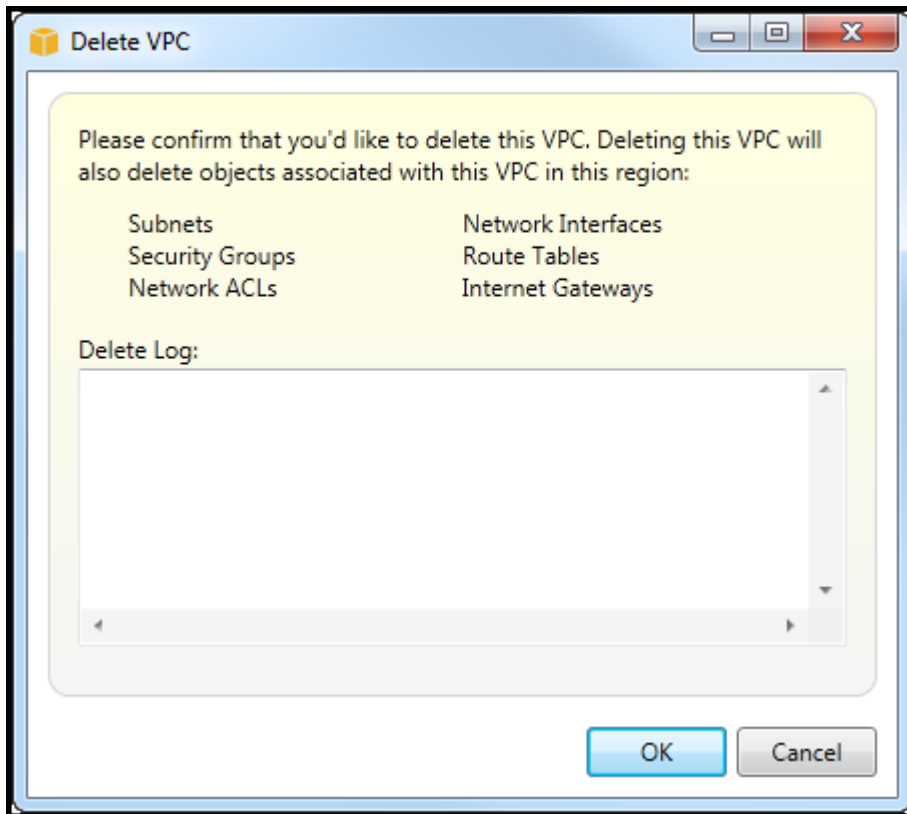 Delete VPC
Please confirm that you'd like to delete this VPC. Deleting this VPC will
also delete objects associated with this VPC in this region:
Subnets Network Interfaces
Security Groups Route Tables
Network ACLs Internet Gateways
Delete Log:
OK Cancel